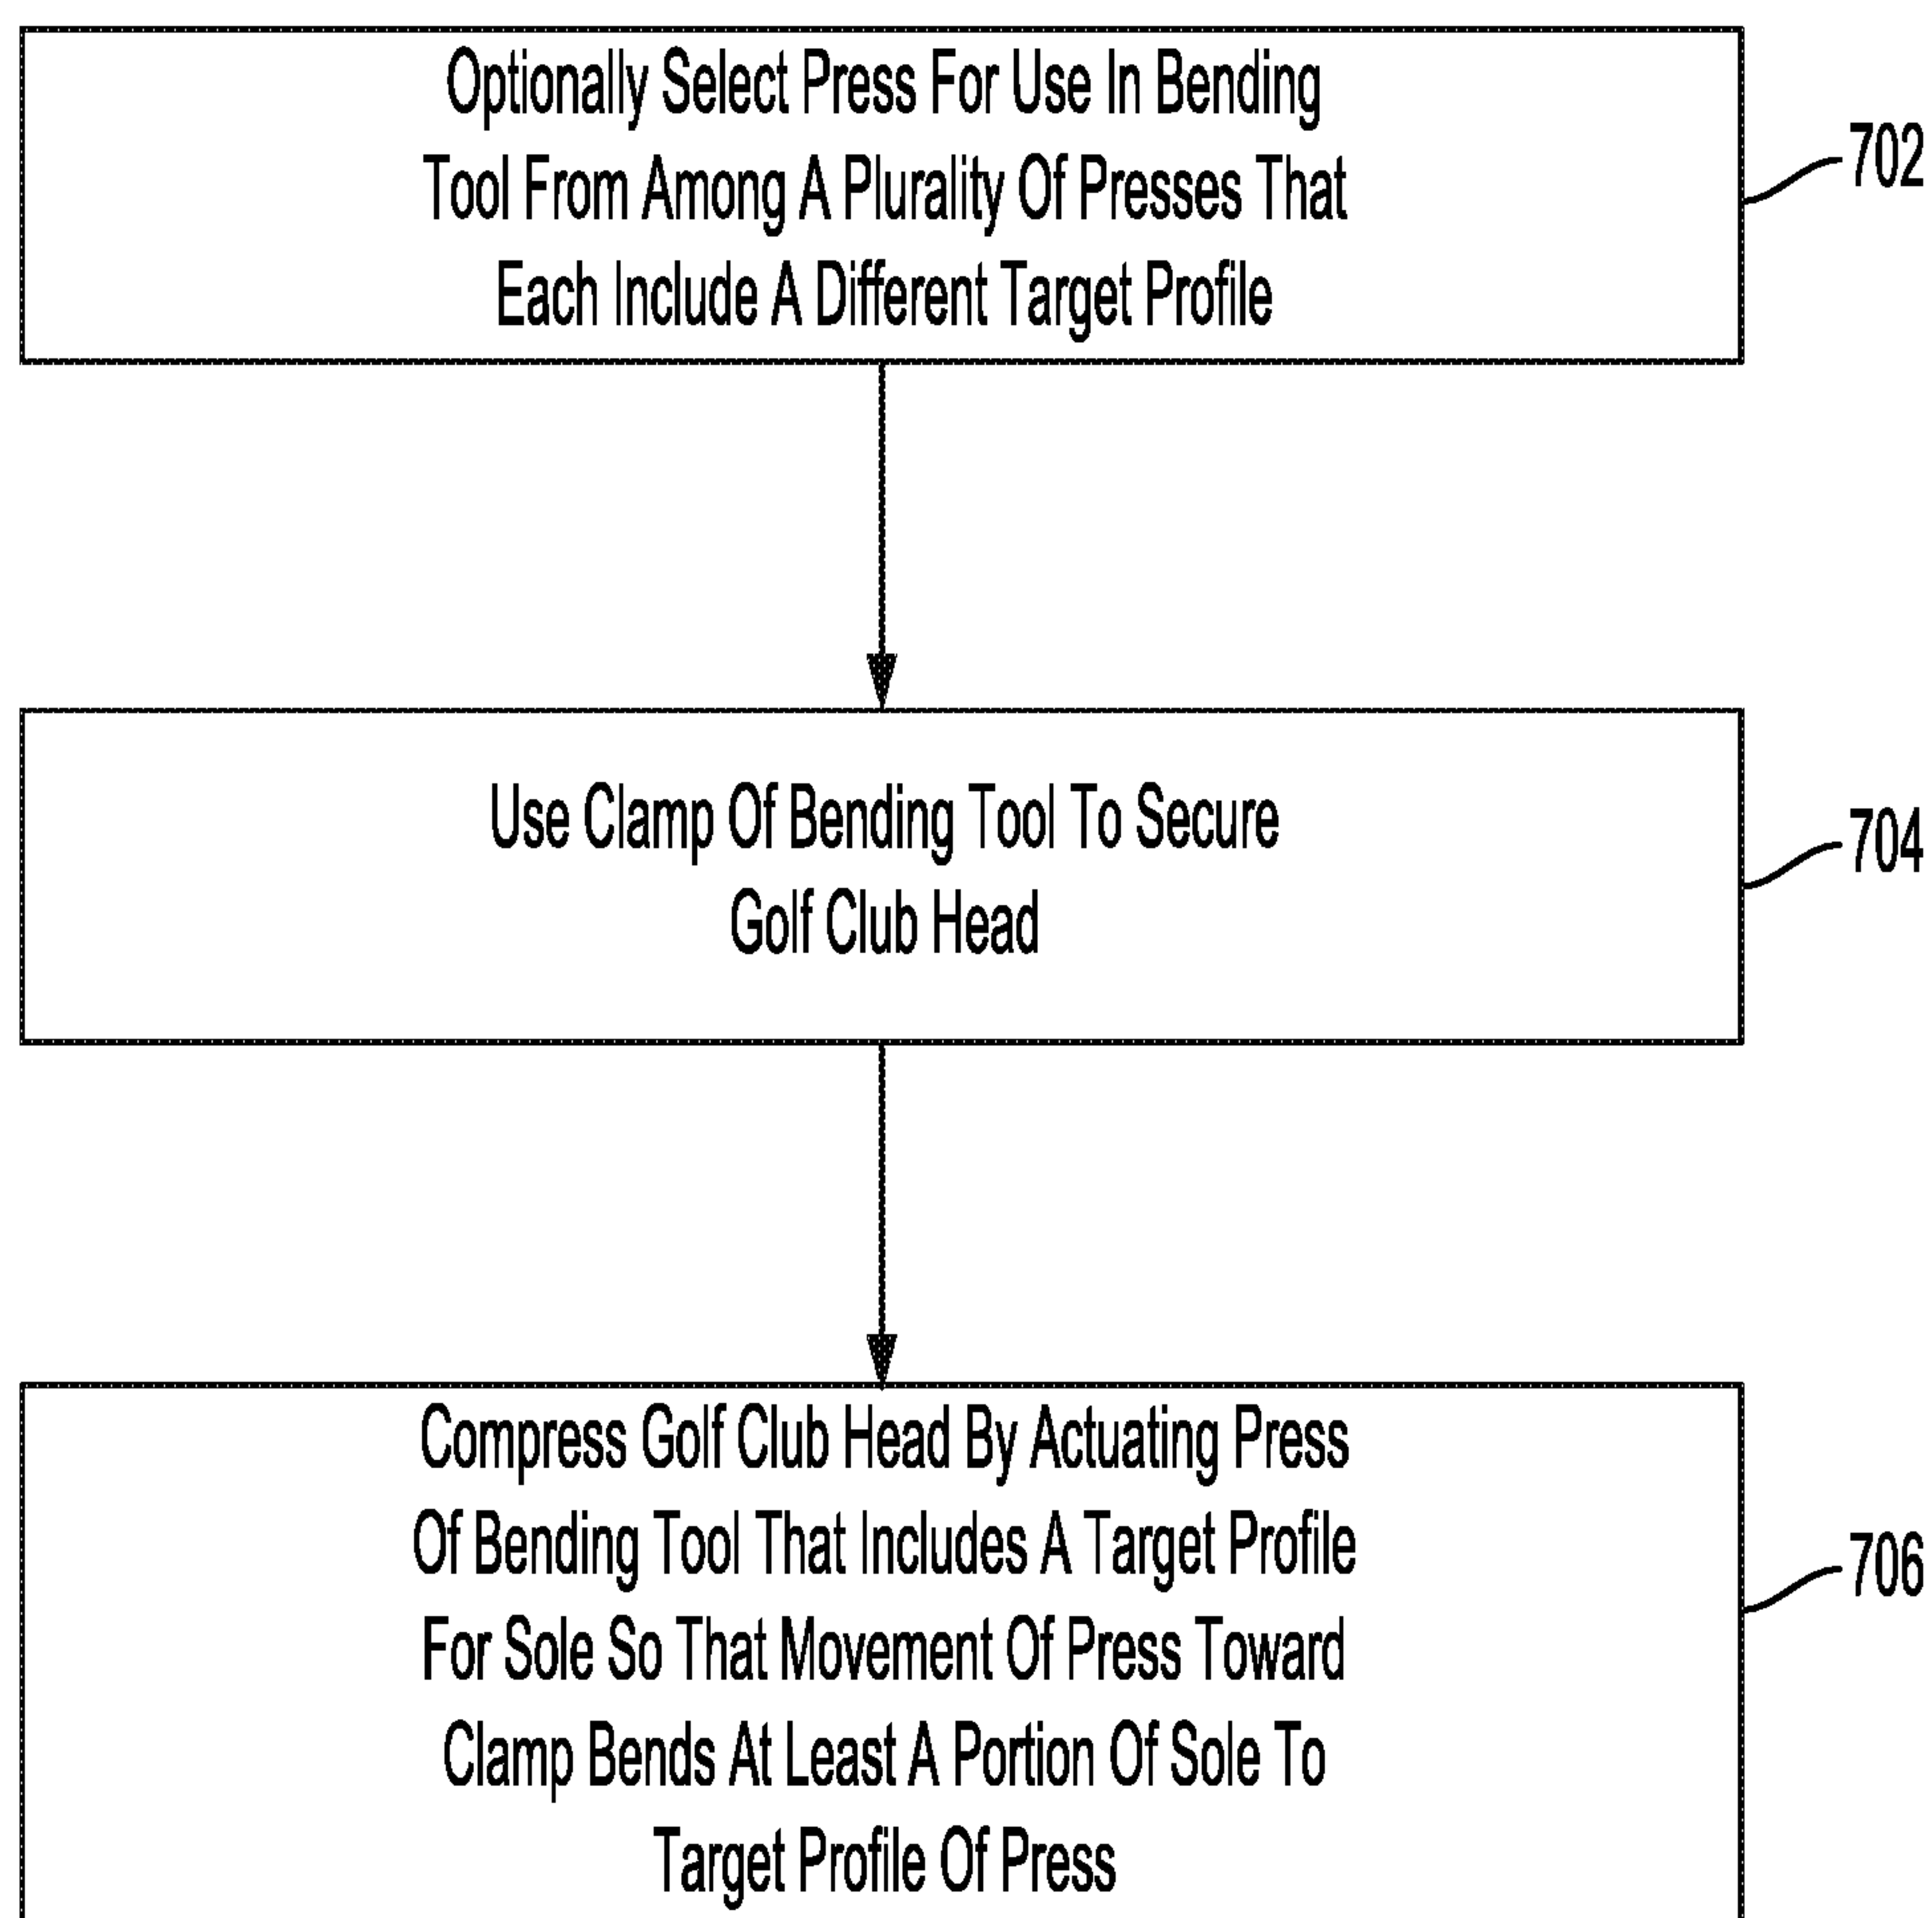 Optionally Select Press For Use In Bending
Tool From Among A Plurality Of Presses That
Each Include A Different Target Profile
702
Use Clamp Of Bending Tool To Secure
Golf Club Head
704
Compress Golf Club Head By Actuating Press
Of Bending Tool That Includes A Target Profile
For Sole So That Movement Of Press Toward
Clamp Bends At Least A Portion Of Sole To
Target Profile Of Press
706